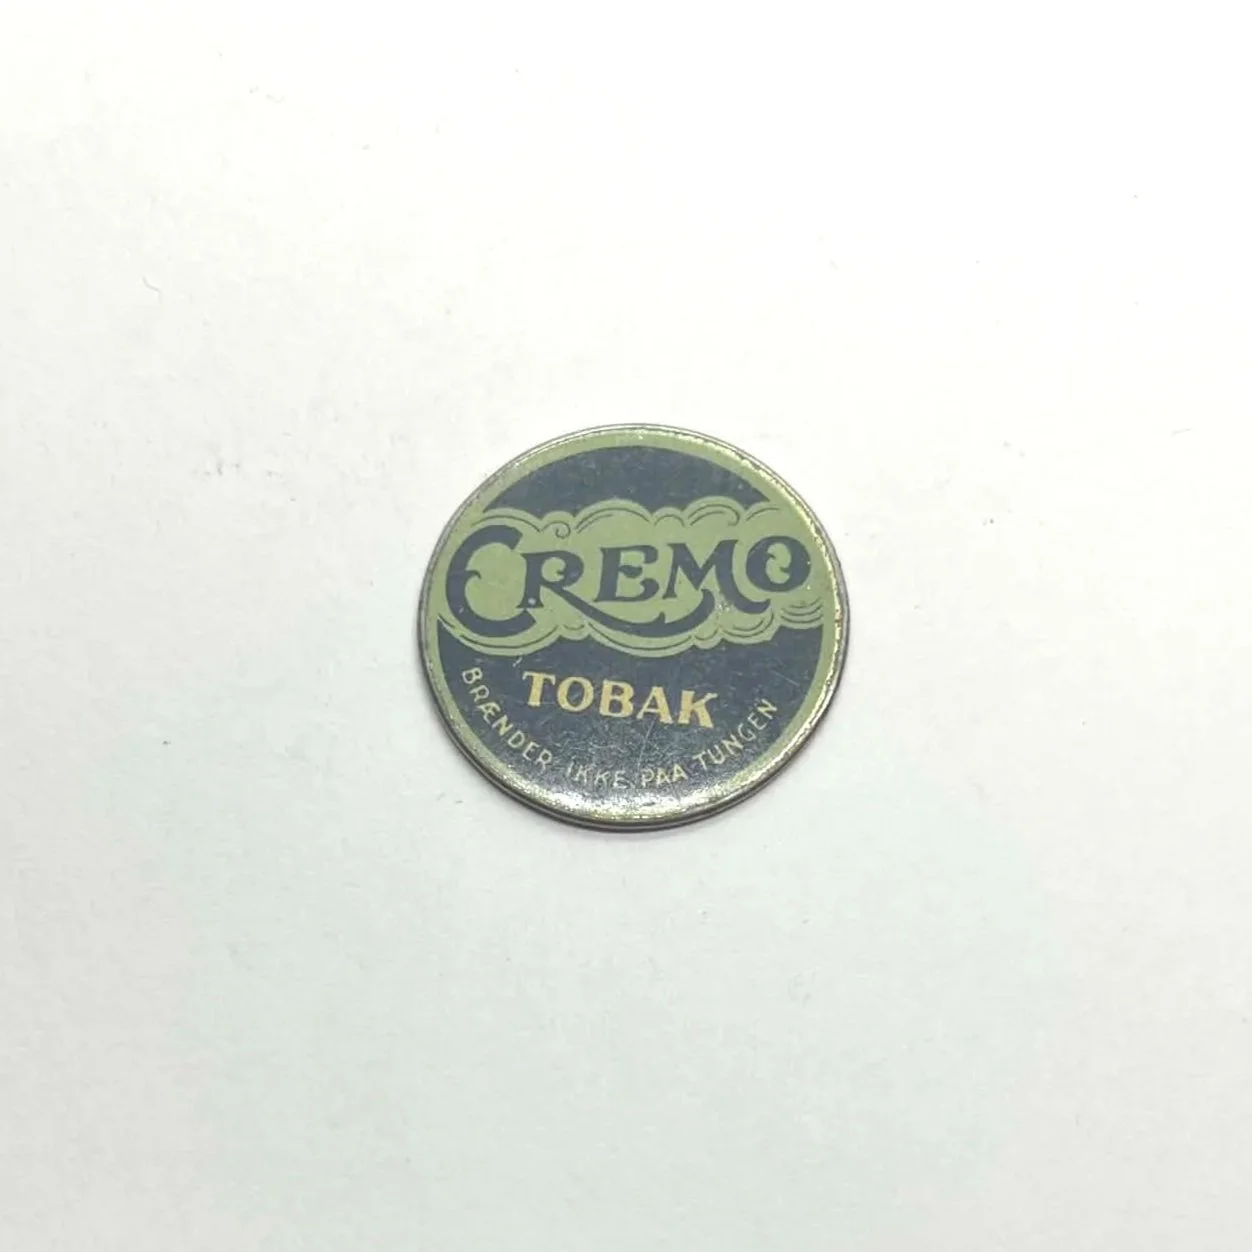 CREMO
TOBAK
BRÆNDER IKKE PAA TUNGEN